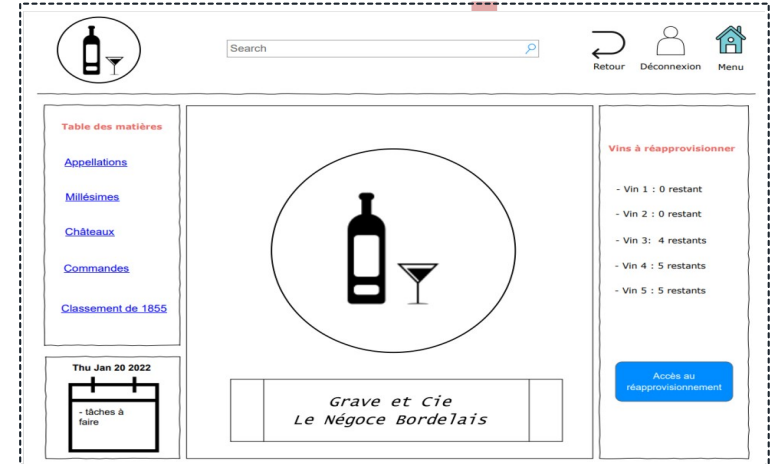 Search
Retour
Déconnexion
Menu
Table des matières
Appellations
Millésimes
Châteaux
Commandes
Classement de 1855
Thu Jan 20 2022
- tâches à
faire
Grave et Cie
Le Négoce Bordelais
Vins à réapprovisionner
- Vin 1 : 0 restant
- Vin 2 : 0 restant
- Vin 3:  4 restants
- Vin 4 : 5 restants
- Vin 5 : 5 restants
Accès au
réapprovisionnement